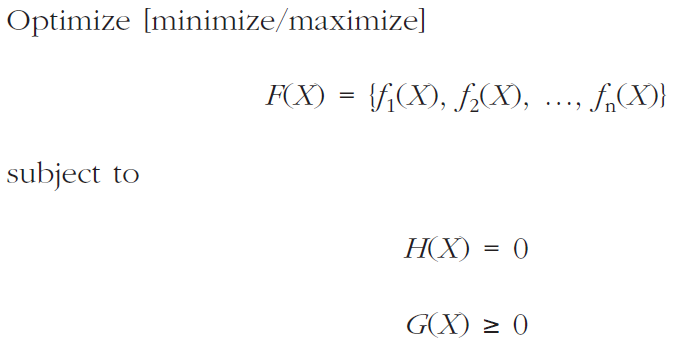 Optimize [minimize/maximize]
F(X) = {f₁(X), f₂(X), …, fₙ(X)}
subject to
H(X) = 0
G(X) ≥ 0